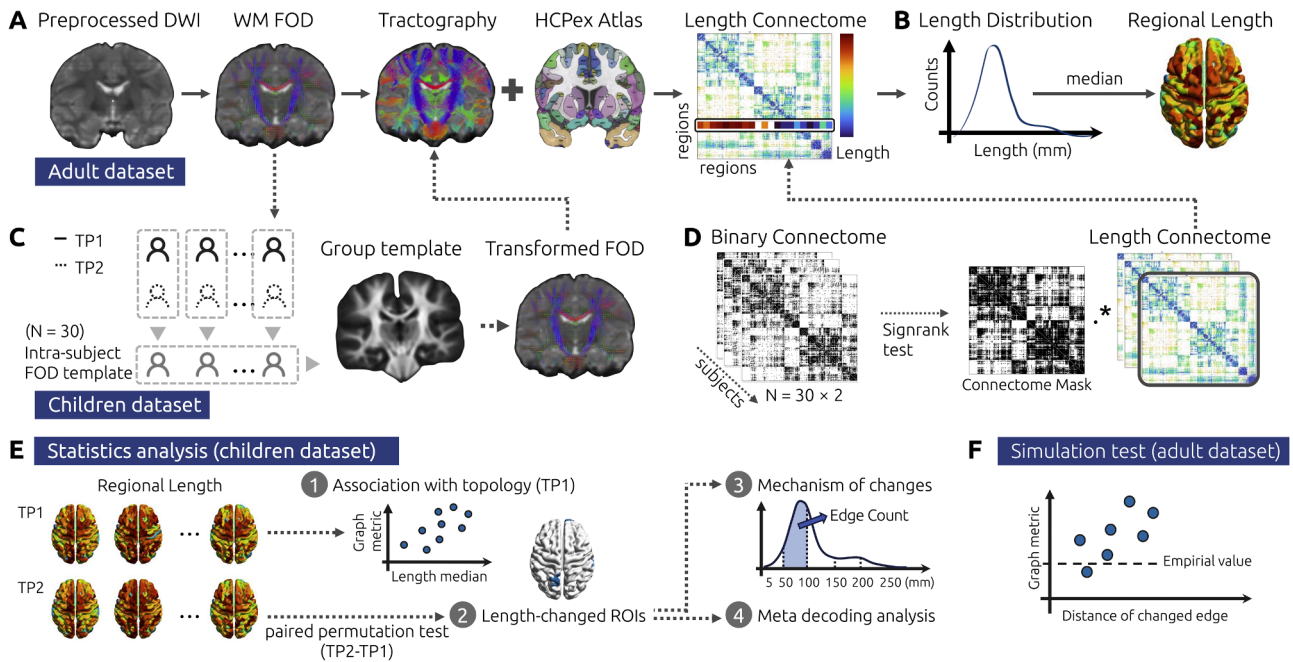 A
Preprocessed DWI
WM FOD
Tractography
HCPex Atlas
Length Connectome
regions
regions
Length
Adult dataset
B
Length Distribution
Regional Length
Counts
median
Length (mm)
C
TP1
TP2
(N = 30)
Intra-subject
FOD template
Group template
Transformed FOD
Children dataset
D
Binary Connectome
Length Connectome
Signrank
test
subjects
N = 30 × 2
Connectome Mask
.*
E
Statistics analysis (children dataset)
Regional Length
TP1
TP2
1 Association with topology (TP1)
Graph
metric
Length median
paired permutation test
(TP2-TP1)
2 Length-changed ROIs
3 Mechanism of changes
Edge Count
5 50 100 150 200 250 (mm)
4 Meta decoding analysis
F
Simulation test (adult dataset)
Graph metric
Empirial value
Distance of changed edge